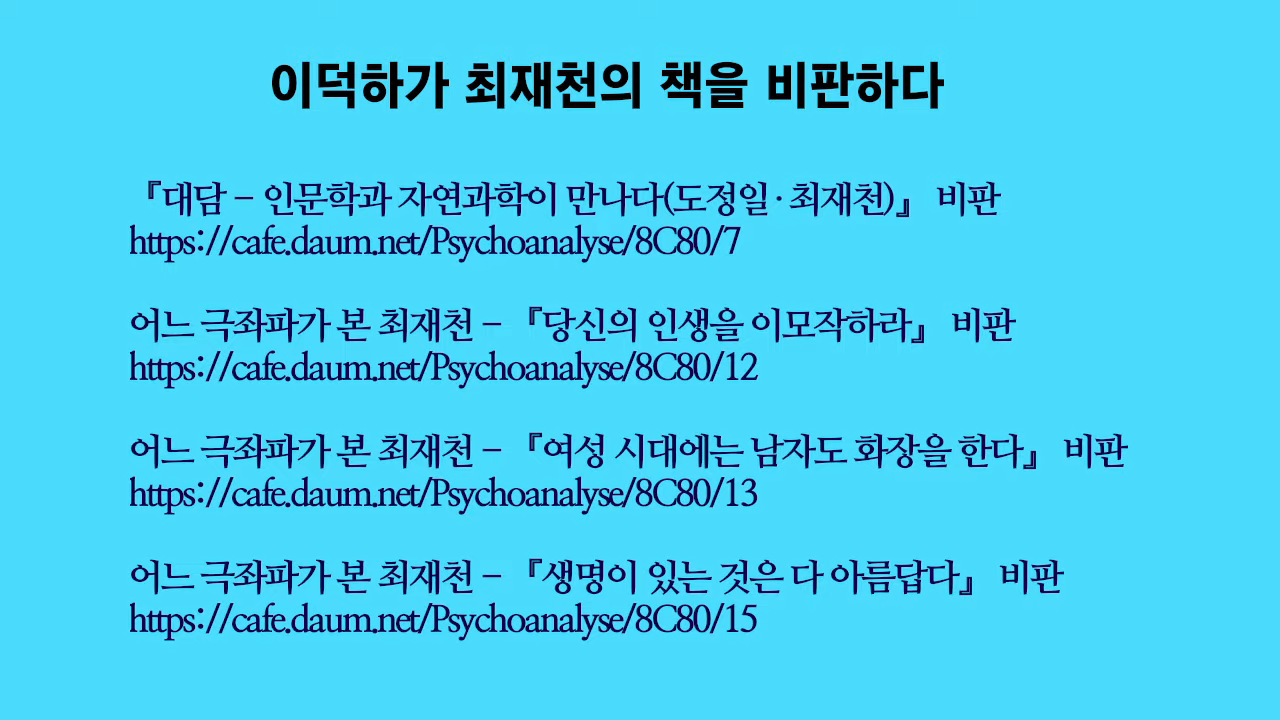 이덕하가 최재천의 책을 비판하다
『대담 – 인문학과 자연과학이 만나다(도정일·최재천)』 비판
https://cafe.daum.net/Psychoanalyse/8C80/7
어느 극좌파가 본 최재천 – 『당신의 인생을 이모작하라』 비판
https://cafe.daum.net/Psychoanalyse/8C80/12
어느 극좌파가 본 최재천 – 『여성 시대에는 남자도 화장을 한다』 비판
https://cafe.daum.net/Psychoanalyse/8C80/13
어느 극좌파가 본 최재천 – 『생명이 있는 것은 다 아름답다』 비판
https://cafe.daum.net/Psychoanalyse/8C80/15